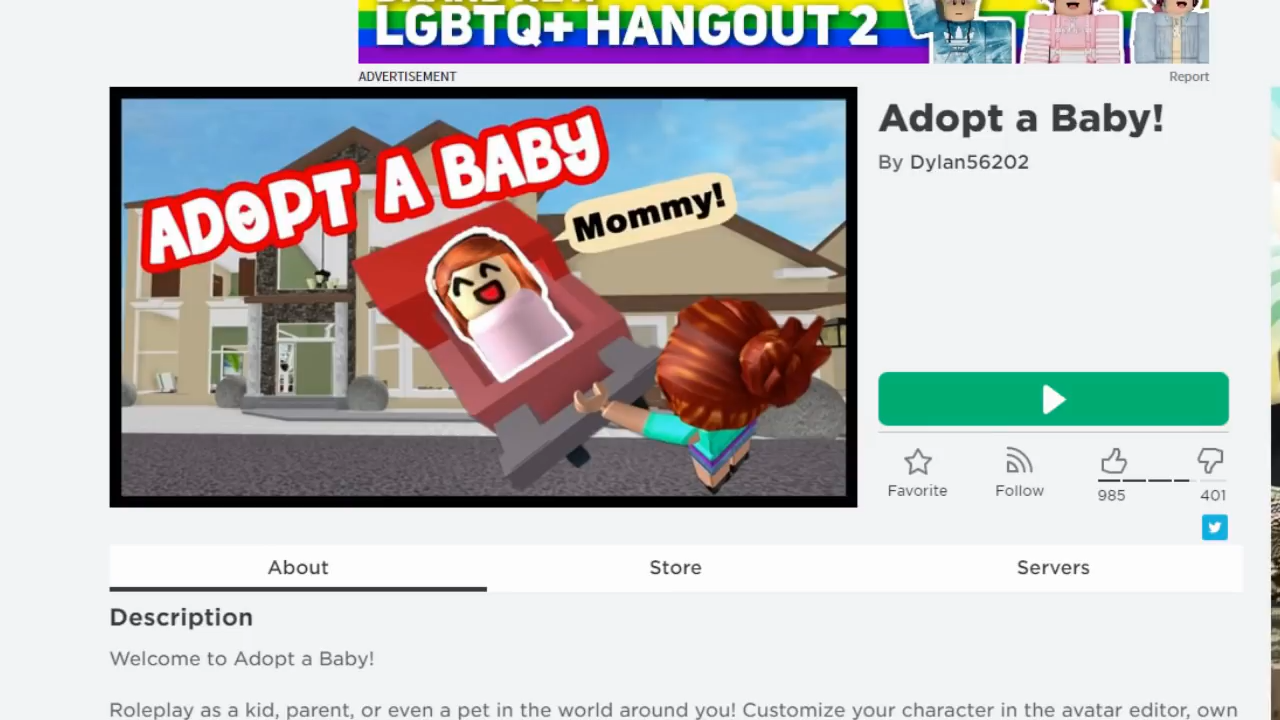 LGBTQ+ HANGOUT 2
ADVERTISEMENT
Report
ADOPT A BABY
Mommy!
Adopt a Baby!
By Dylan56202
Favorite
Follow
985
401
About
Store
Servers
Description
Welcome to Adopt a Baby!
Roleplay as a kid, parent, or even a pet in the world around you! Customize your character in the avatar editor, own